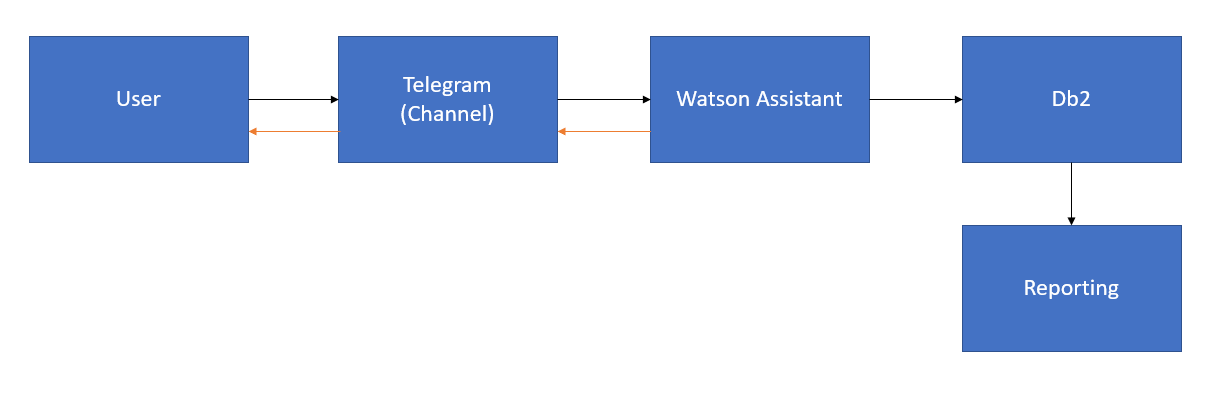 User
Telegram
(Channel)
Watson Assistant
Db2
Reporting